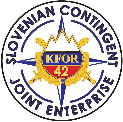 SLOVENIAN CONTINGENT
KFOR
42
JOINT ENTERPRISE